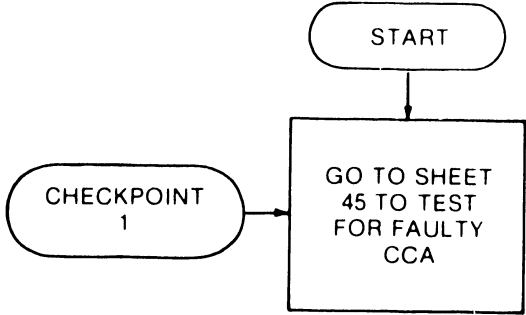 START
CHECKPOINT
1
GO TO SHEET
45 TO TEST
FOR FAULTY
CCA